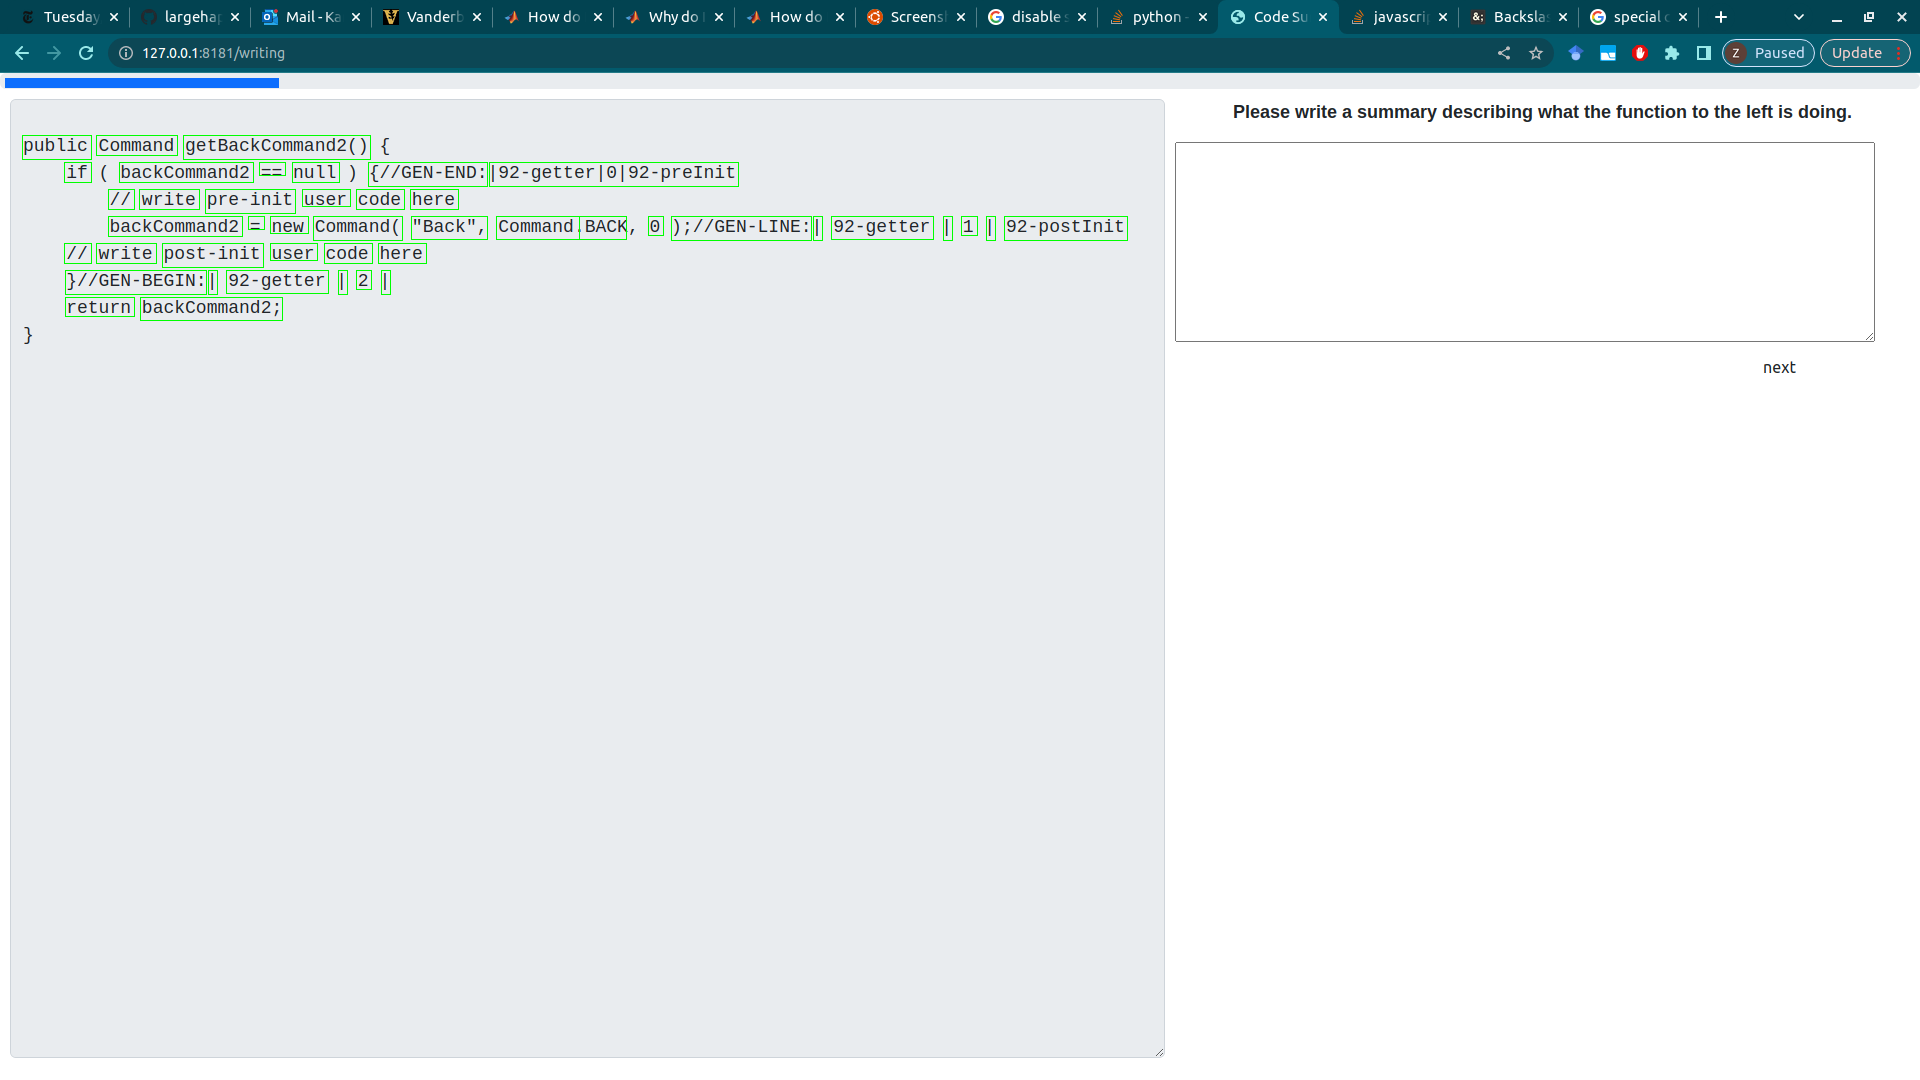 Tuesday
largehap
Mail - Ka
Vanderb
How do
Why do
How do
Screensh
disable s
python -
Code Su
javascrip
Backslas
special c
127.0.0.1:8181/writing
Z Paused
Update
public Command getBackCommand2() {
if ( backCommand2 == null ) {//GEN-END:|92-getter|0|92-preInit
// write pre-init user code here
backCommand2 = new Command( "Back", Command.BACK, 0 );//GEN-LINE:| 92-getter | 1 | 92-postInit
// write post-init user code here
}//GEN-BEGIN:| 92-getter | 2 |
return backCommand2;
}
Please write a summary describing what the function to the left is doing.
next